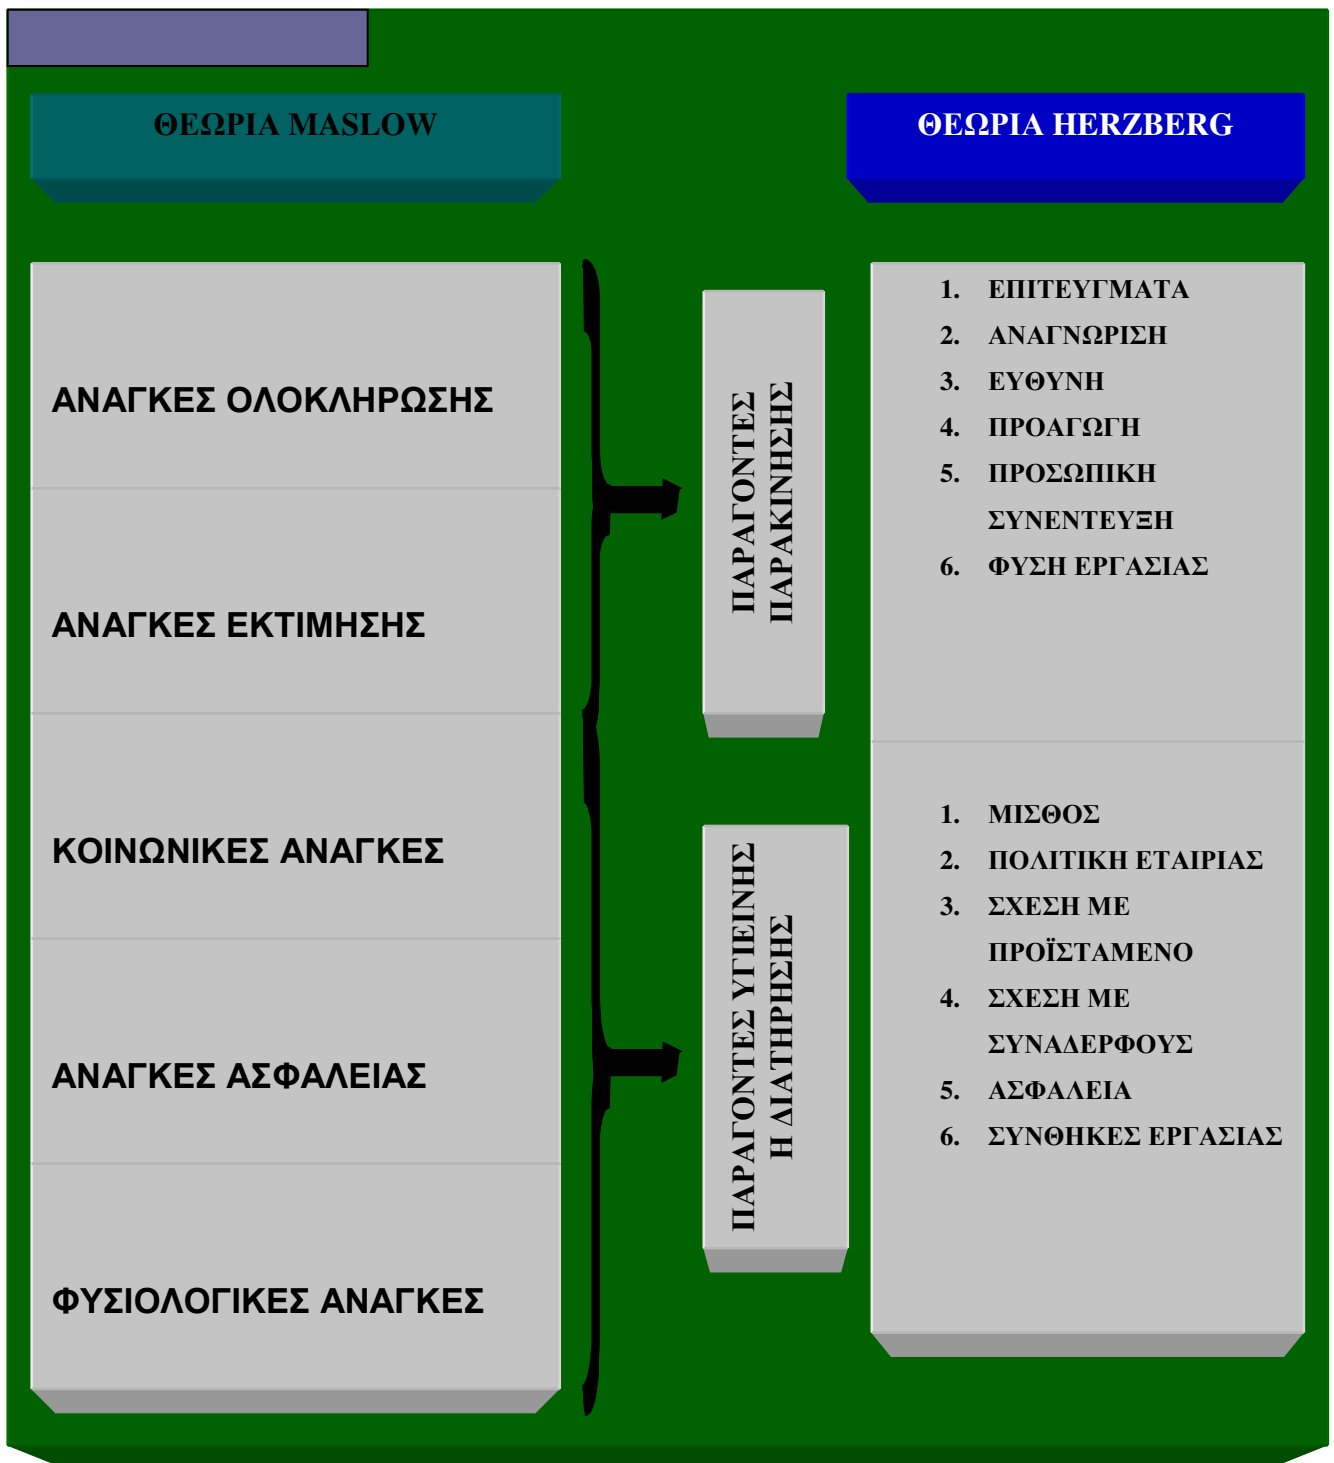 ΘΕΩΡΙΑ MASLOW
ΘΕΩΡΙΑ HERZBERG
ΑΝΑΓΚΕΣ ΟΛΟΚΛΗΡΩΣΗΣ
ΑΝΑΓΚΕΣ ΕΚΤΙΜΗΣΗΣ
ΚΟΙΝΩΝΙΚΕΣ ΑΝΑΓΚΕΣ
ΑΝΑΓΚΕΣ ΑΣΦΑΛΕΙΑΣ
ΦΥΣΙΟΛΟΓΙΚΕΣ ΑΝΑΓΚΕΣ
ΠΑΡΑΓΟΝΤΕΣ
ΠΑΡΑΚΙΝΗΣΗΣ
ΠΑΡΑΓΟΝΤΕΣ ΥΓΙΕΙΝΗΣ
Η ΔΙΑΤΗΡΗΣΗΣ
1. ΕΠΙΤΕΥΓΜΑΤΑ
2. ΑΝΑΓΝΩΡΙΣΗ
3. ΕΥΘΥΝΗ
4. ΠΡΟΑΓΩΓΗ
5. ΠΡΟΣΩΠΙΚΗ
ΣΥΝΕΝΤΕΥΞΗ
6. ΦΥΣΗ ΕΡΓΑΣΙΑΣ
1. ΜΙΣΘΟΣ
2. ΠΟΛΙΤΙΚΗ ΕΤΑΙΡΙΑΣ
3. ΣΧΕΣΗ ΜΕ
ΠΡΟΪΣΤΑΜΕΝΟ
4. ΣΧΕΣΗ ΜΕ
ΣΥΝΑΔΕΡΦΟΥΣ
5. ΑΣΦΑΛΕΙΑ
6. ΣΥΝΘΗΚΕΣ ΕΡΓΑΣΙΑΣ